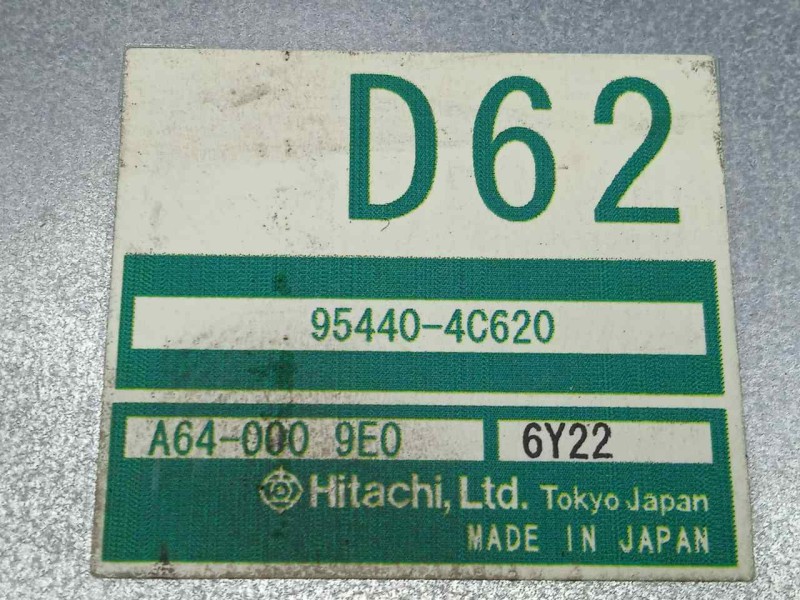 D62
95440-4C620
A64-000 9E0 6Y22
Hitachi, Ltd. Tokyo Japan
MADE IN JAPAN